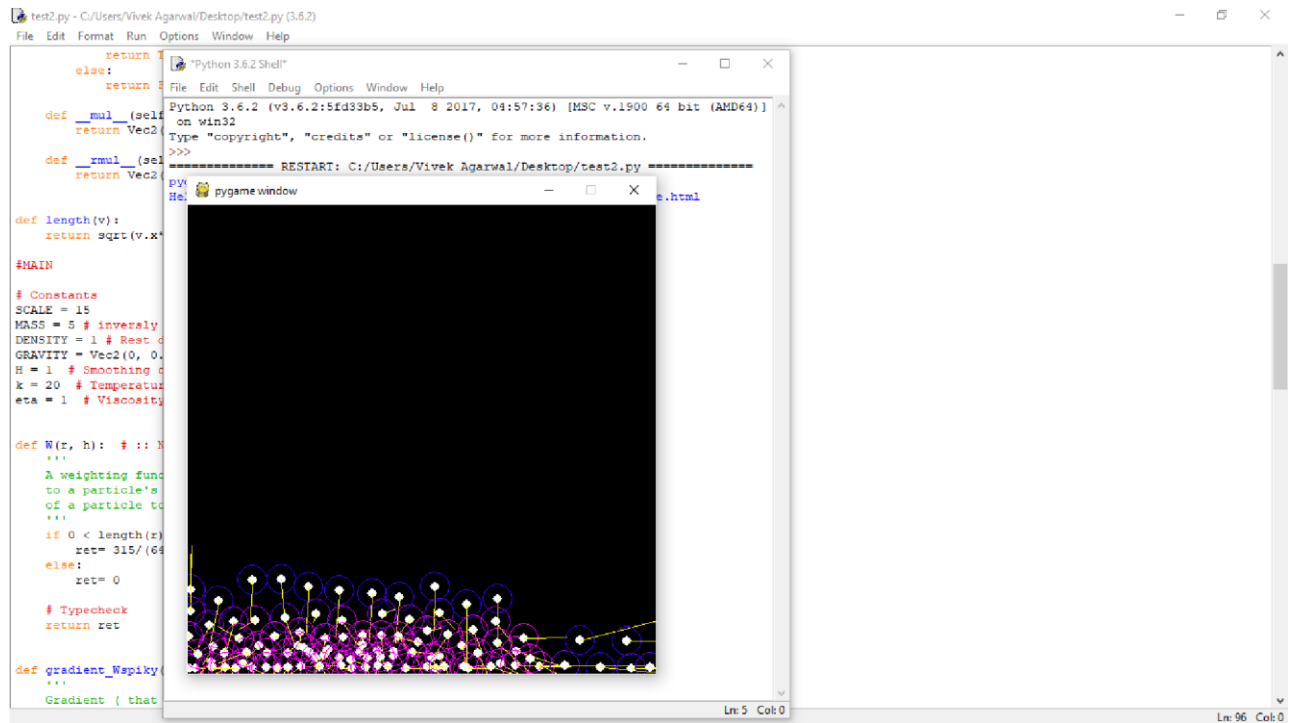 test2.py - C:/Users/Vivek Agarwal/Desktop/test2.py (3.6.2)
File Edit Format Run Options Window Help
return
else:
return
def __mul__(self
return Vec2(
def __rmul__(sel
return Vec2(
def length(v):
return sqrt(v.x*
#MAIN
# Constants
SCALE = 15
MASS = 5 # inversly
DENSITY = 1 # Rest
GRAVITY = Vec2(0, 0.
H = 1 # Smoothing
k = 20 # Temperatur
eta = 1 # Viscosity
def W(r, h): # ::
'''
A weighting func
to a particle's
of a particle to
'''
if 0 < length(r)
ret= 315/(64
else:
ret= 0
# Typecheck
return ret
def gradient_Wspiky(
'''
Gradient ( that
*Python 3.6.2 Shell*
File Edit Shell Debug Options Window Help
Python 3.6.2 (v3.6.2:5fd33b5, Jul 8 2017, 04:57:36) [MSC v.1900 64 bit (AMD64)]
on win32
Type "copyright", "credits" or "license()" for more information.
>>>
============== RESTART: C:/Users/Vivek Agarwal/Desktop/test2.py ==============
py
Hel
e.html
pygame window
Ln: 5 Col: 0
Ln: 96 Col: 0